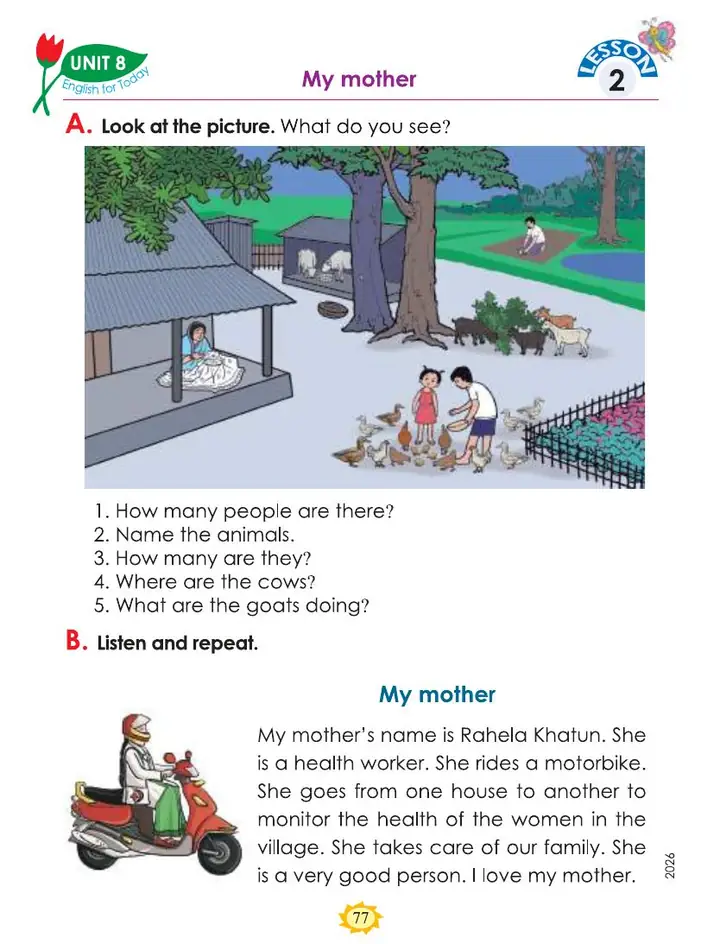 UNIT 8
English for Today
My mother
LESSON
2
A. Look at the picture. What do you see?
1. How many people are there?
2. Name the animals.
3. How many are they?
4. Where are the cows?
5. What are the goats doing?
B. Listen and repeat.
My mother
My mother's name is Rahela Khatun. She
is a health worker. She rides a motorbike.
She goes from one house to another to
monitor the health of the women in the
village. She takes care of our family. She
is a very good person. I love my mother.
2026
77